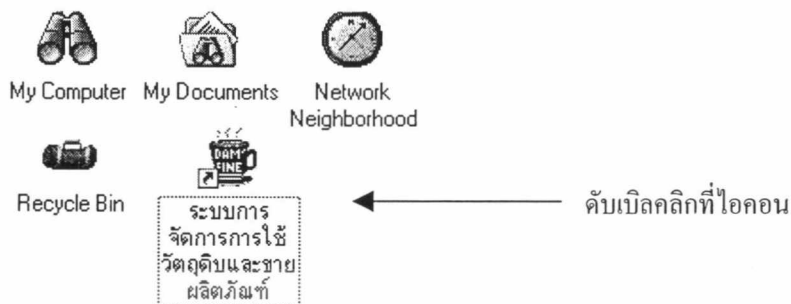 My Computer
My Documents
Network
Neighborhood
DAM'
FINE
Recycle Bin
ระบบการ
จัดการการใช้
วัตถุดิบและขาย
ผลิตภัณฑ์
ดับเบิลคลิกที่ไอคอน